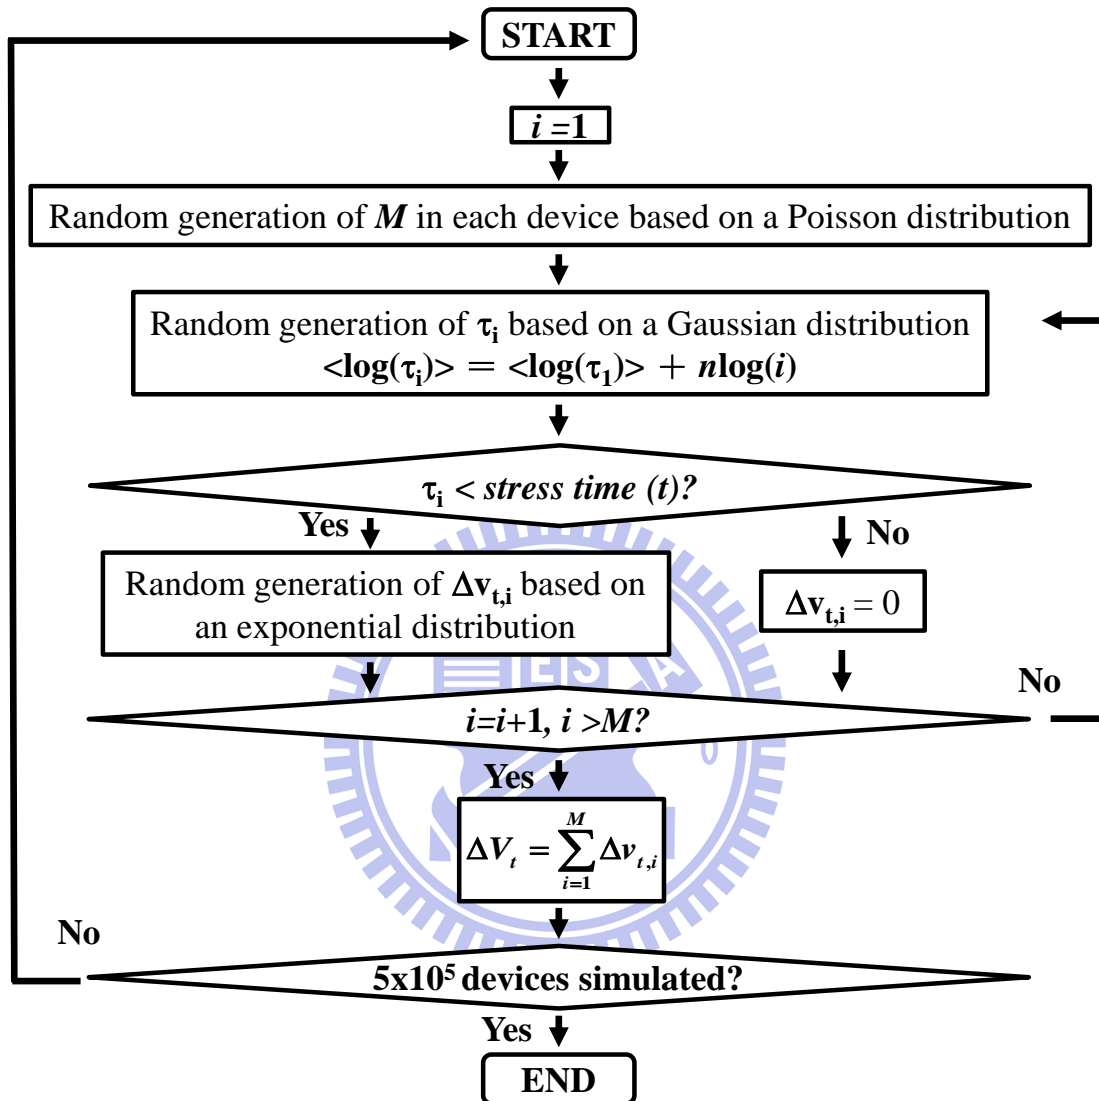 START
i =1
Random generation of M in each device based on a Poisson distribution
Random generation of τi based on a Gaussian distribution
<log(τi)> = <log(τ1)> + nlog(i)
τi < stress time (t)?
Yes
No
Random generation of Δvt,i based on
an exponential distribution
Δvt,i = 0
ESA
No
i=i+1, i >M?
Yes
ΔVt = ∑_{i=1}^{M} Δvt,i
No
5x10⁵ devices simulated?
Yes
END